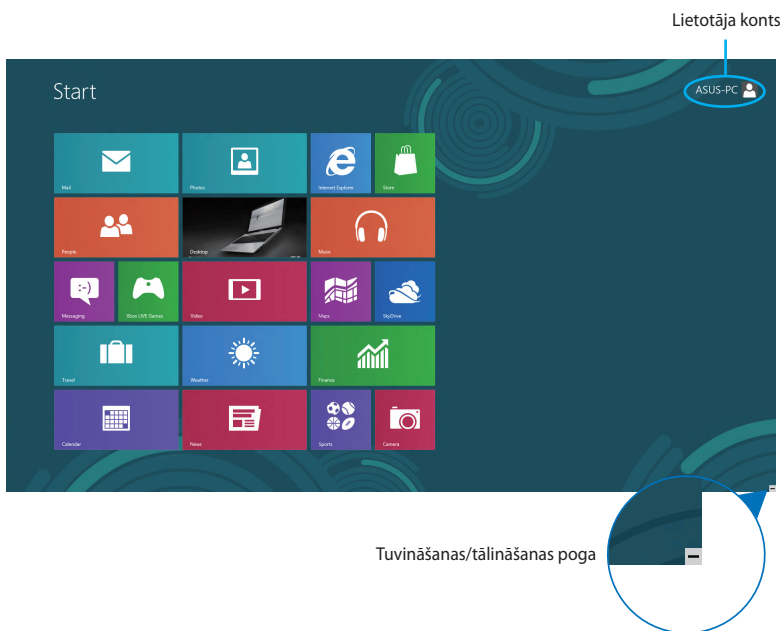 Lietotāja konts
Start
ASUS-PC
Mail
Photos
Internet Explorer
Store
People
Desktop
Music
Messaging
Xbox LIVE Games
Video
Maps
SkyDrive
Travel
Weather
Finance
Calendar
News
Sports
Camera
Tuvināšanas/tālināšanas poga